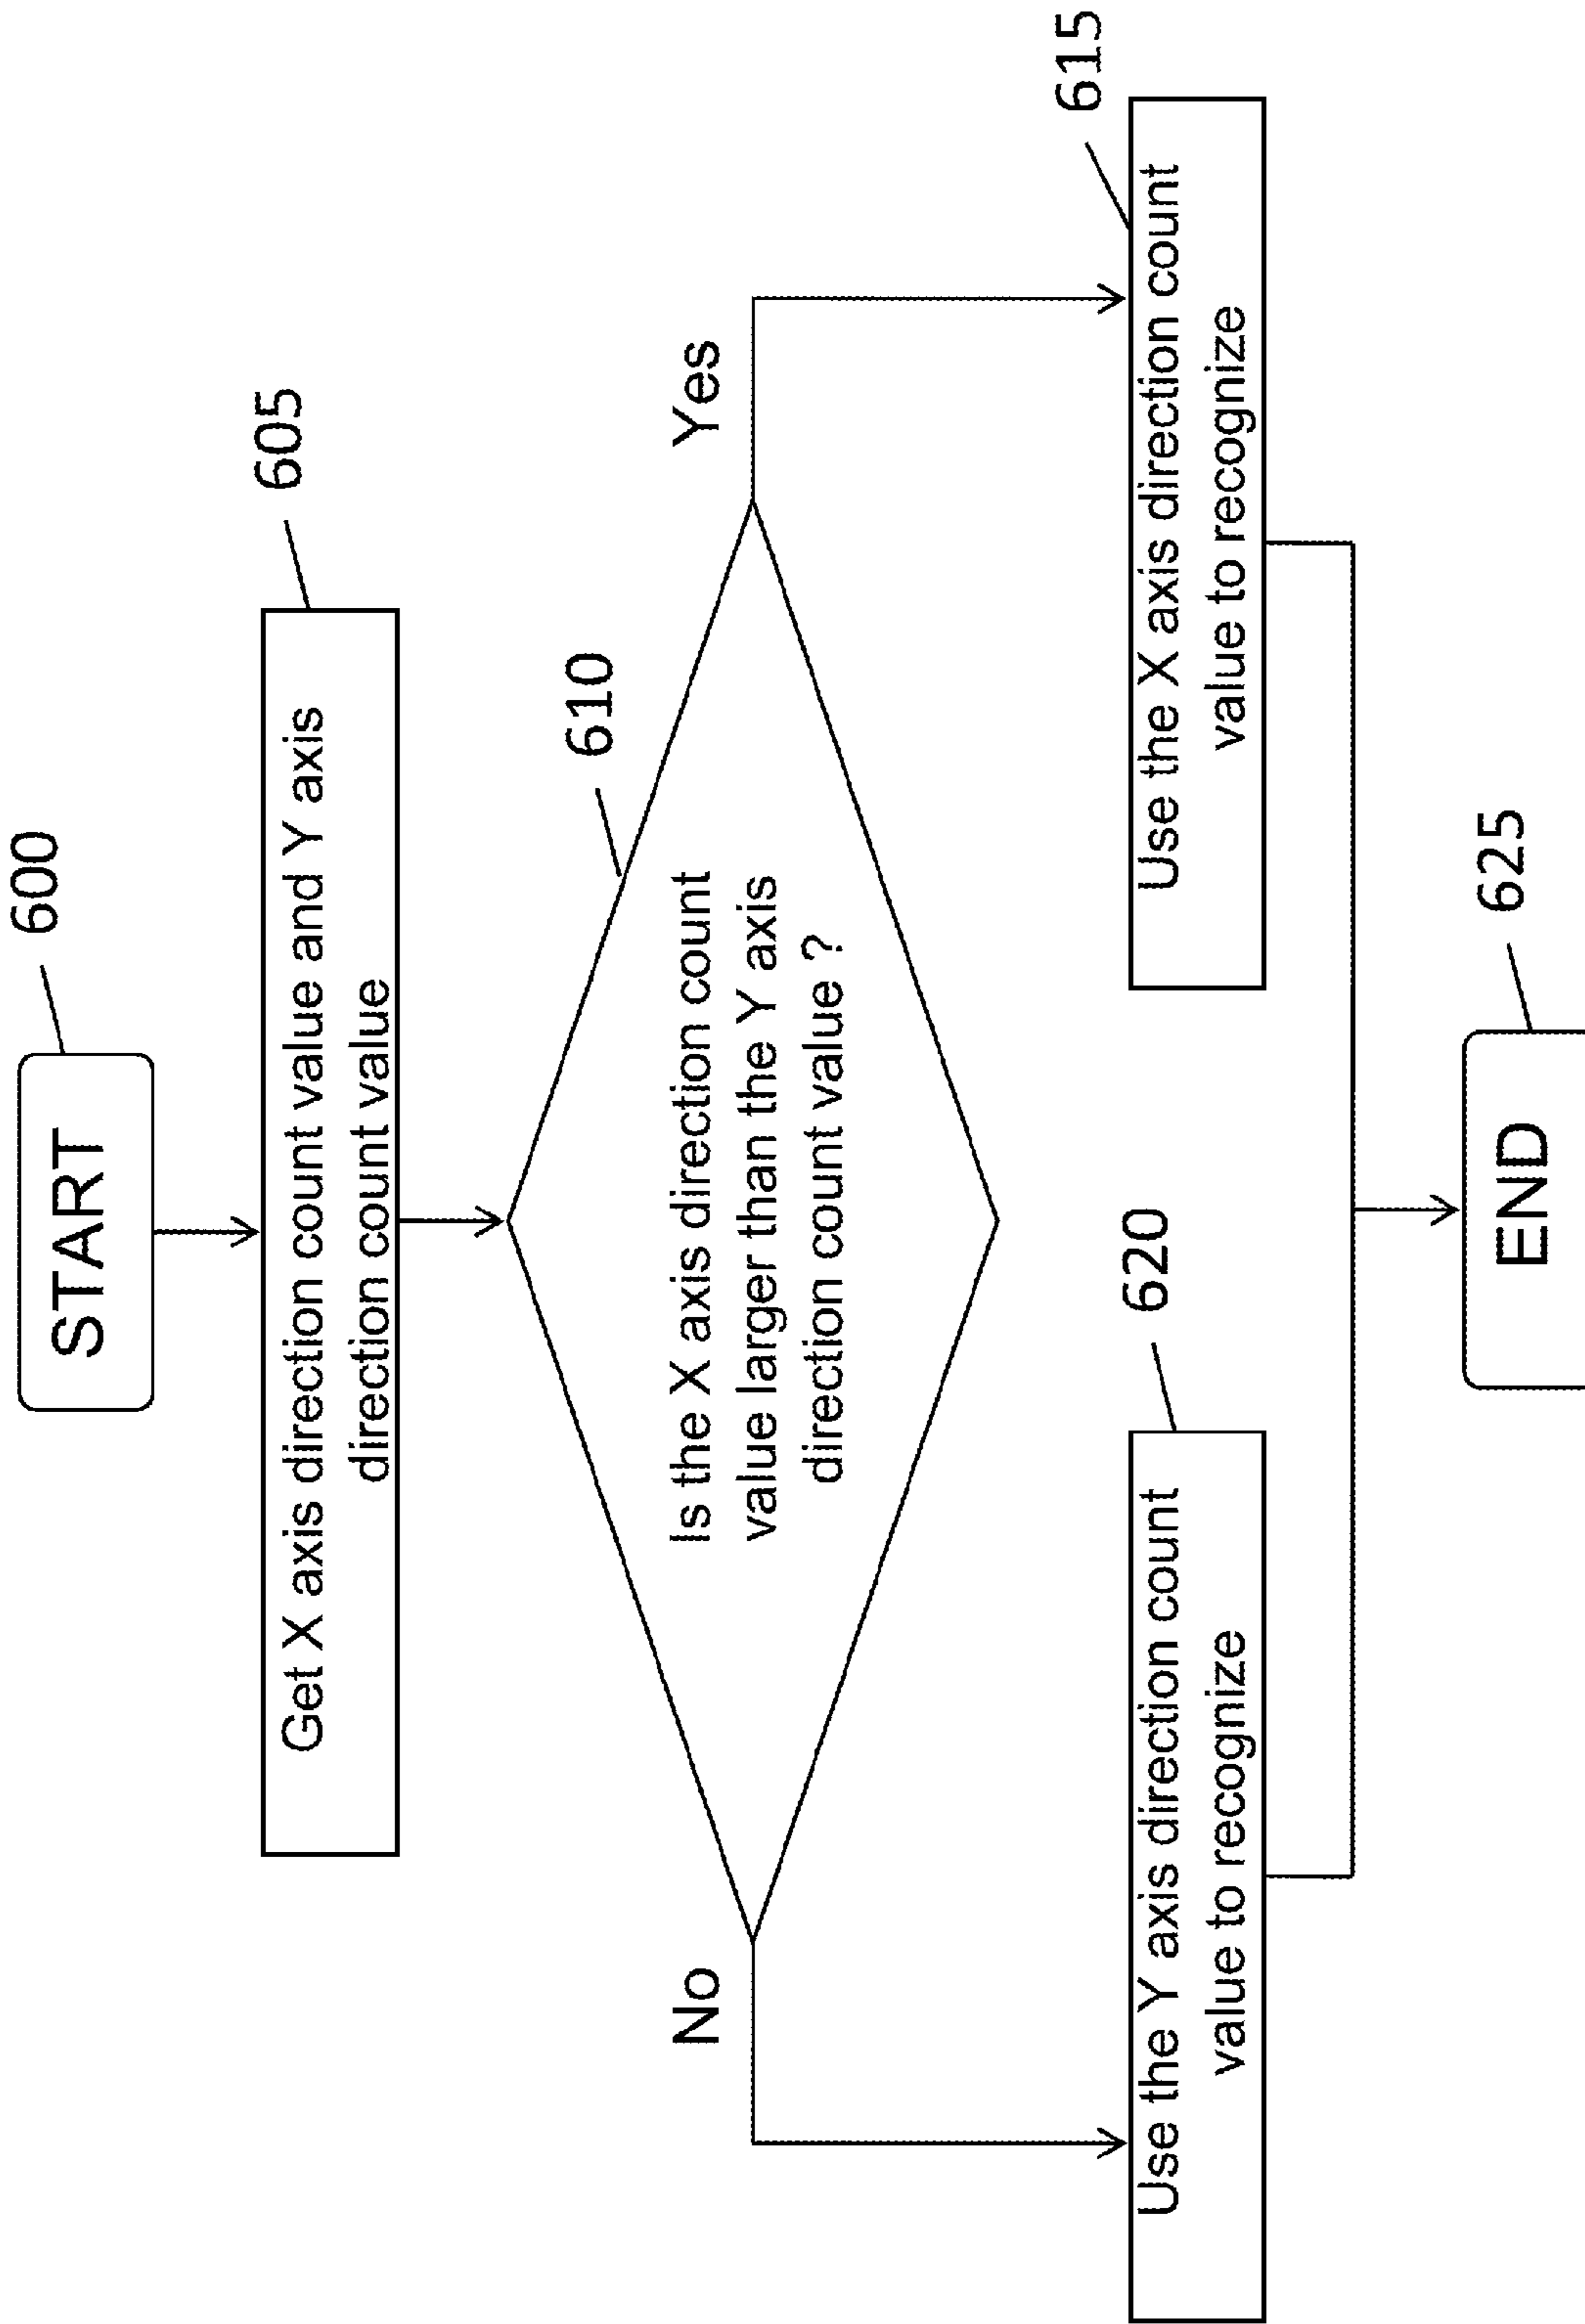 600
START
605
Get X axis direction count value and Y axis
direction count value
610
Is the X axis direction count
value larger than the Y axis
direction count value ?
No
Yes
620
Use the Y axis direction count
value to recognize
615
Use the X axis direction count
value to recognize
625
END